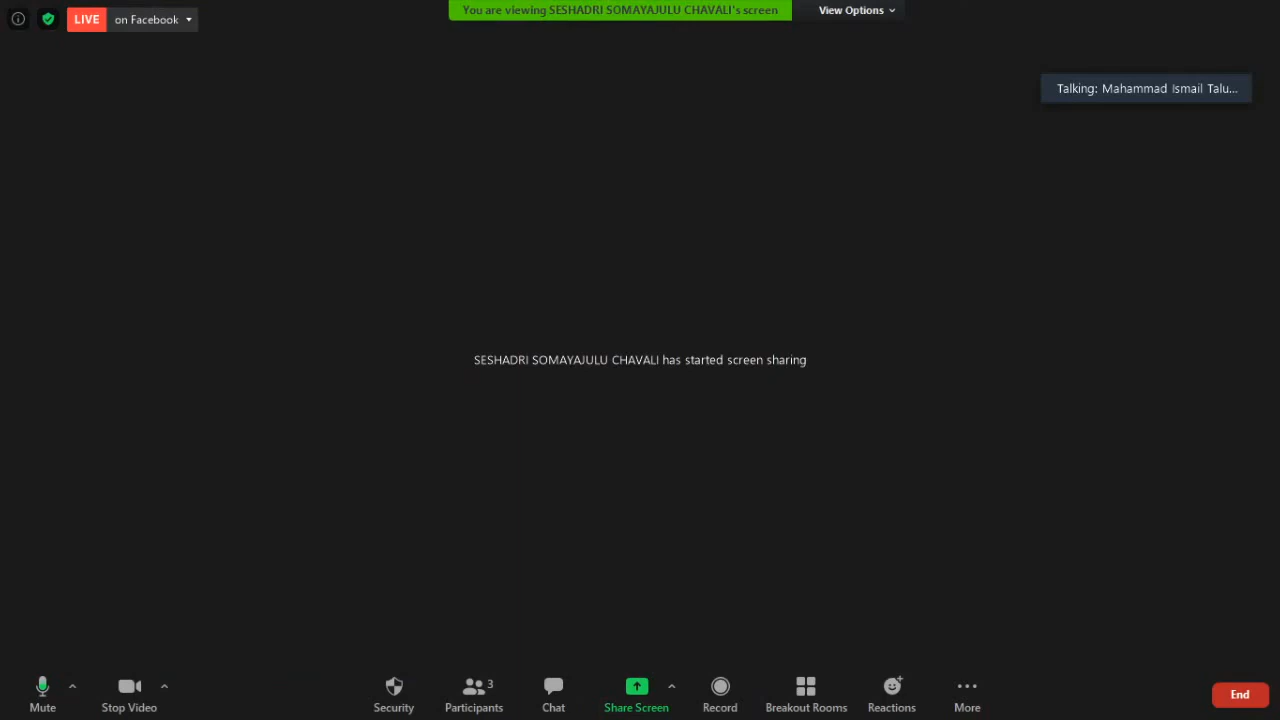 LIVE on Facebook
You are viewing SESHADRI SOMAYAJULU CHAVALI's screen
View Options
Talking: Mahammad Ismail Talu...
SESHADRI SOMAYAJULU CHAVALI has started screen sharing
Mute
Stop Video
Security
3
Participants
Chat
Share Screen
Record
Breakout Rooms
Reactions
More
End